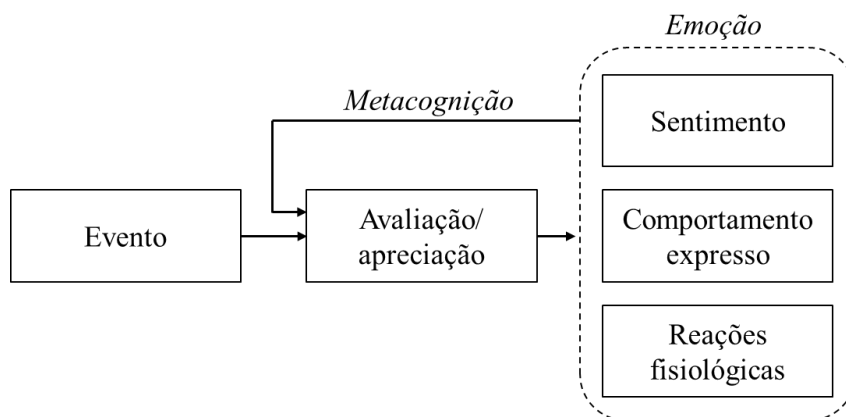 Emoção
Metacognição
Sentimento
Evento
Avaliação/
apreciação
Comportamento
expresso
Reações
fisiológicas